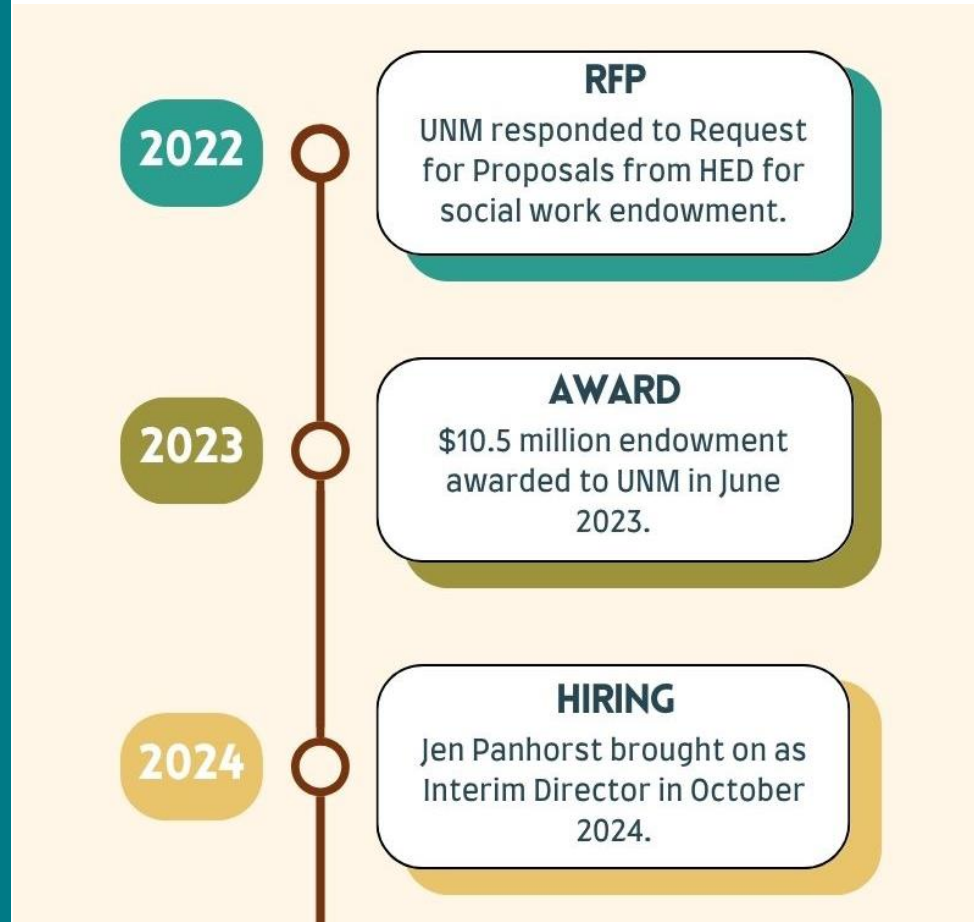 2022
RFP
UNM responded to Request
for Proposals from HED for
social work endowment.
2023
AWARD
$10.5 million endowment
awarded to UNM in June
2023.
2024
HIRING
Jen Panhorst brought on as
Interim Director in October
2024.